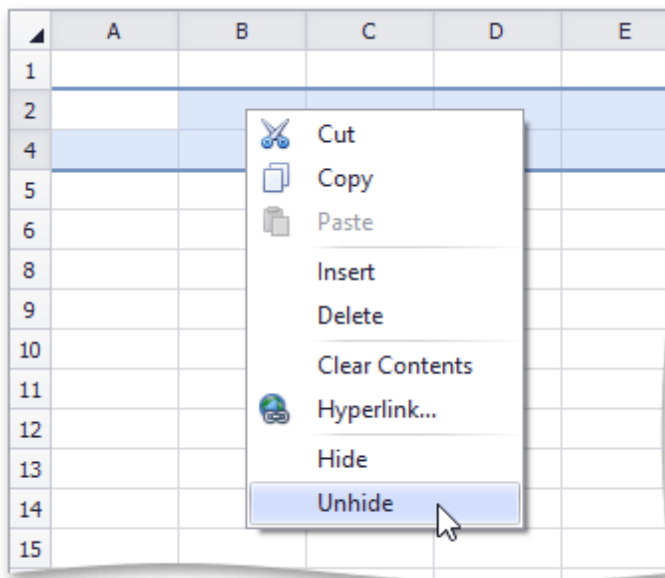 A B C D E
1
2
Cut
4
Copy
5
6
Paste
8
Insert
9
Delete
10
Clear Contents
11
Hyperlink...
12
Hide
13
Unhide
14
15